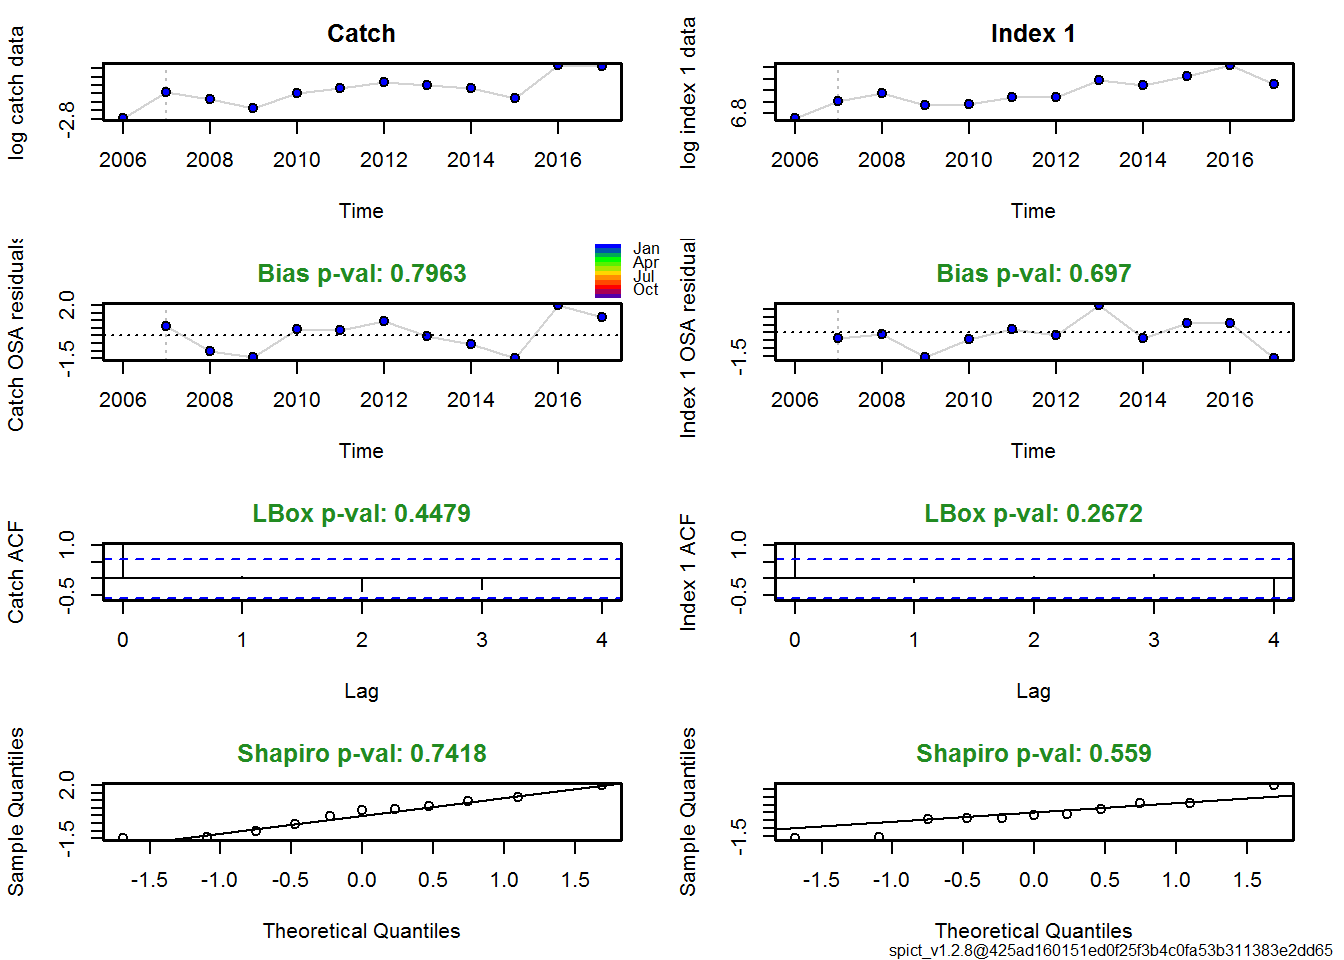 Catch
log catch data
-2.8
2006 2008 2010 2012 2014 2016
Time
Index 1
log index 1 data
6.8
2006 2008 2010 2012 2014 2016
Time
Bias p-val: 0.7963
Jan
Apr
Jul
Oct
Catch OSA residuals
2.0
-1.5
2006 2008 2010 2012 2014 2016
Time
Bias p-val: 0.697
Index 1 OSA residual
-1.5
2006 2008 2010 2012 2014 2016
Time
LBox p-val: 0.4479
Catch ACF
1.0
-0.5
0 1 2 3 4
Lag
LBox p-val: 0.2672
Index 1 ACF
1.0
-0.5
0 1 2 3 4
Lag
Shapiro p-val: 0.7418
Sample Quantiles
2.0
-1.5
-1.5 -1.0 -0.5 0.0 0.5 1.0 1.5
Theoretical Quantiles
Shapiro p-val: 0.559
Sample Quantiles
-1.5
-1.5 -1.0 -0.5 0.0 0.5 1.0 1.5
Theoretical Quantiles
spict_v1.2.8@425ad160151ed0f25f3b4c0fa53b311383e2dd65